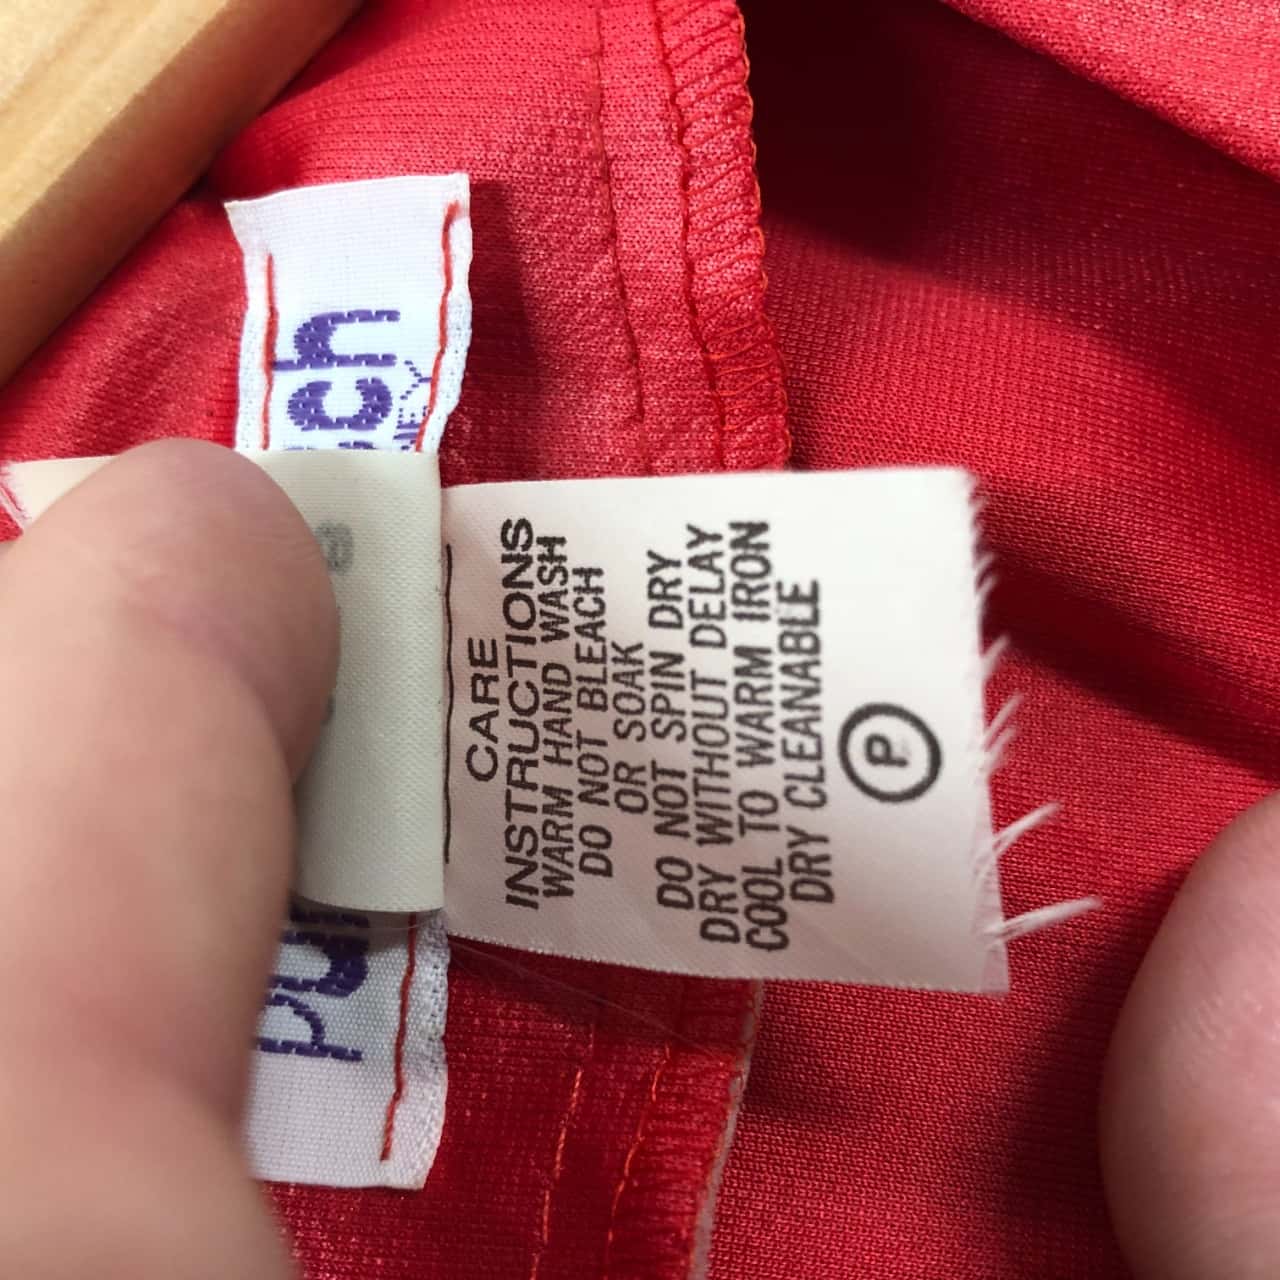 CARE
INSTRUCTIONS
WARM HAND WASH
DO NOT BLEACH
OR SOAK
DO NOT SPIN DRY
DRY WITHOUT DELAY
COOL TO WARM IRON
DRY CLEANABLE
P